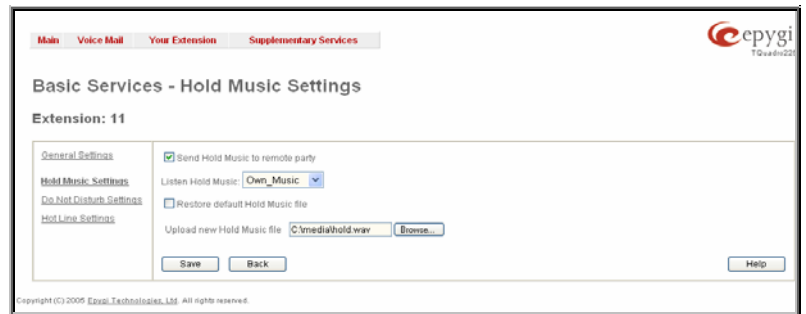 Main Voice Mail Your Extension Supplementary Services
epygi
Basic Services - Hold Music Settings
Extension: 11
General Settings
Hold Music Settings
Do Not Disturb Settings
Hot Line Settings
Send Hold Music to remote party
Listen Hold Music: Own_Music
Restore default Hold Music file
Upload new Hold Music file C:\media\hold.wav Browse...
Save Back Help
Copyright (C) 2005 Epygi Technologies, Ltd. All rights reserved.